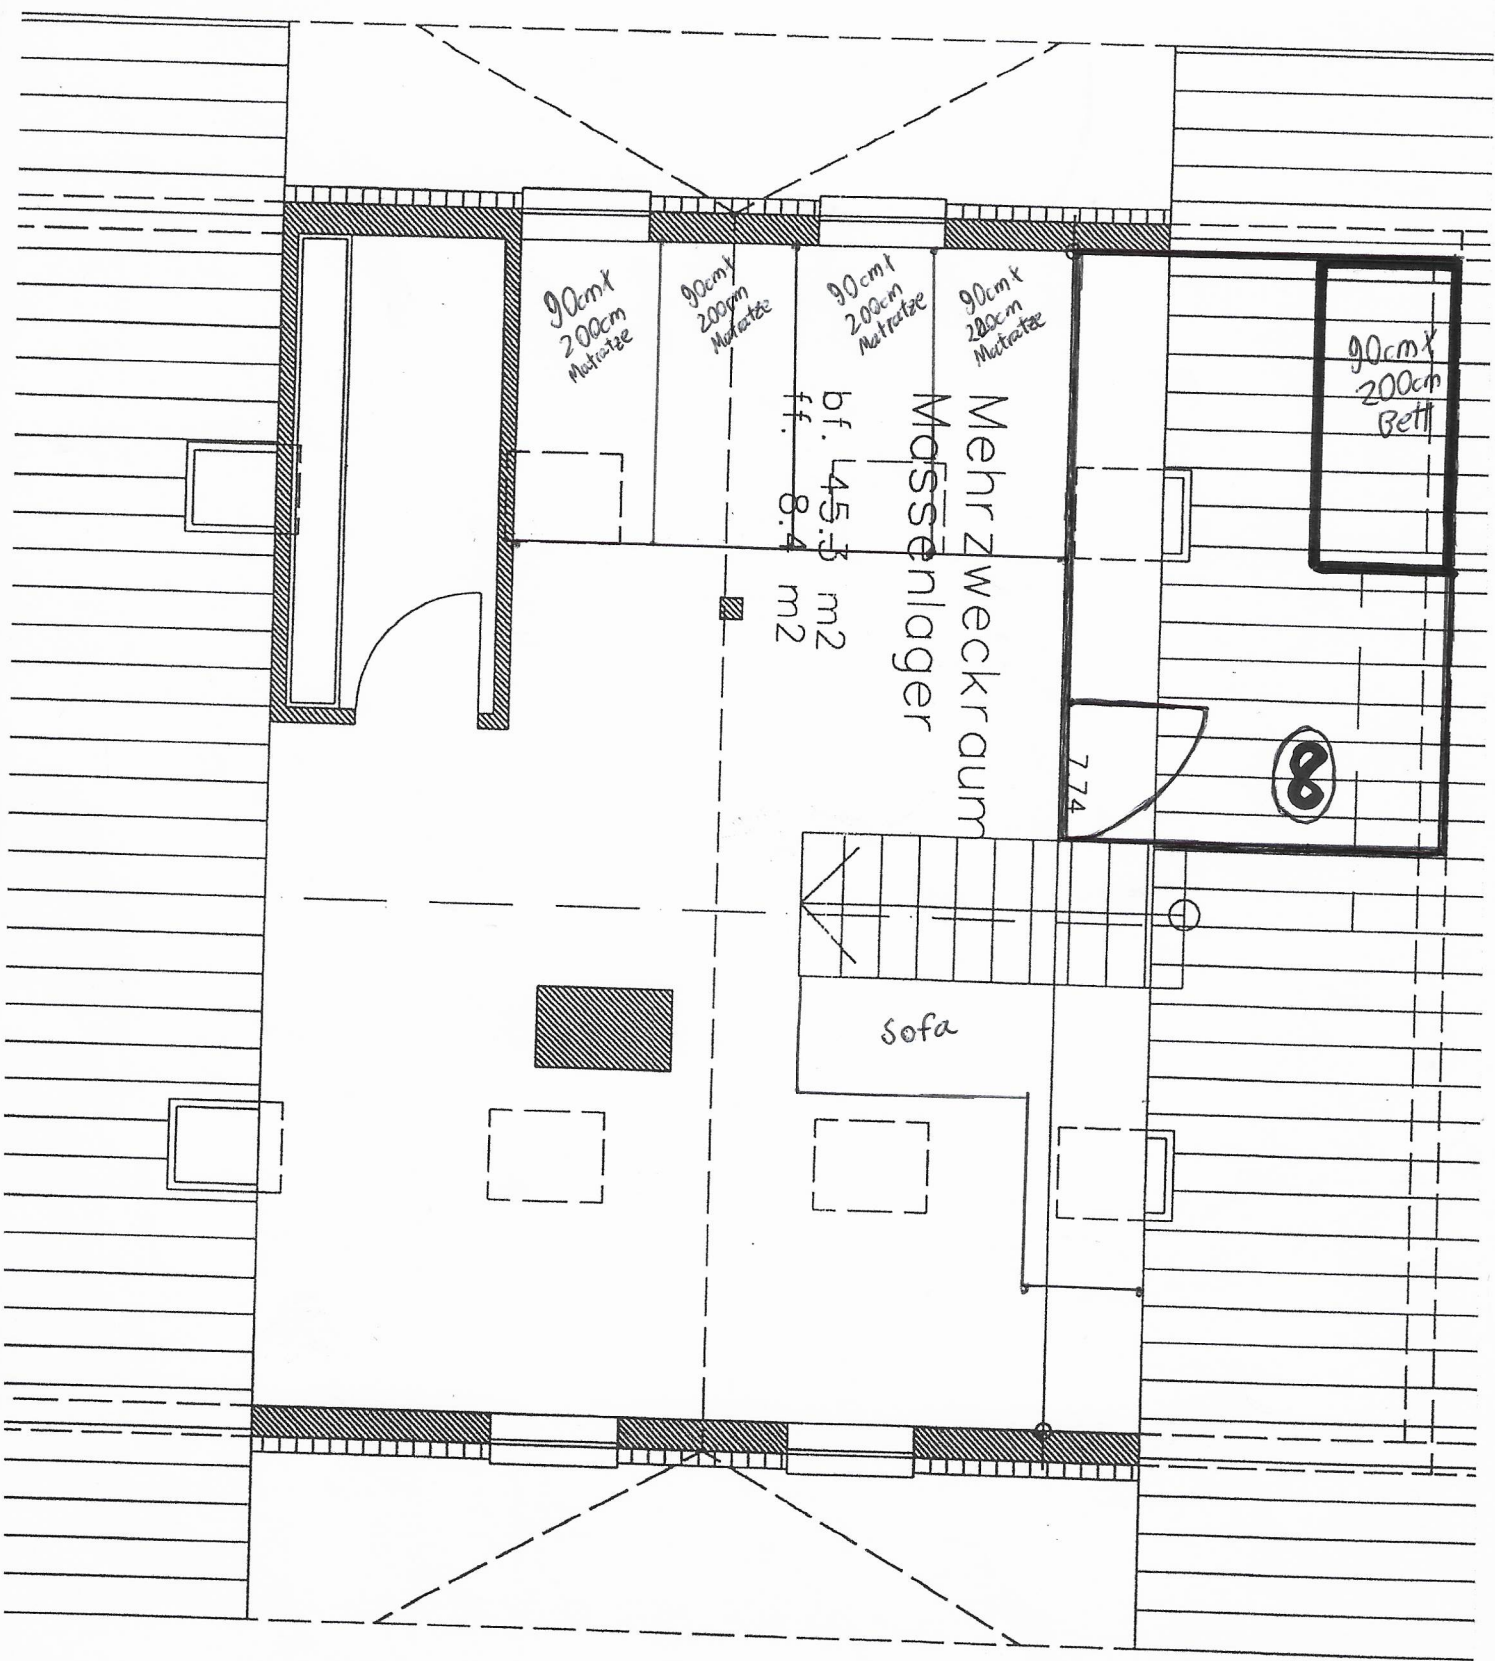 90cm x
200cm
Matratze
90cm x
200cm
Matratze
90cm x
200cm
Matratze
90cm x
200cm
Matratze
90cm x
200cm
Bett
Mehrzweckraum
Massenlager
bf. 45.3 m2
ff. 8.4 m2
774
8
sofa